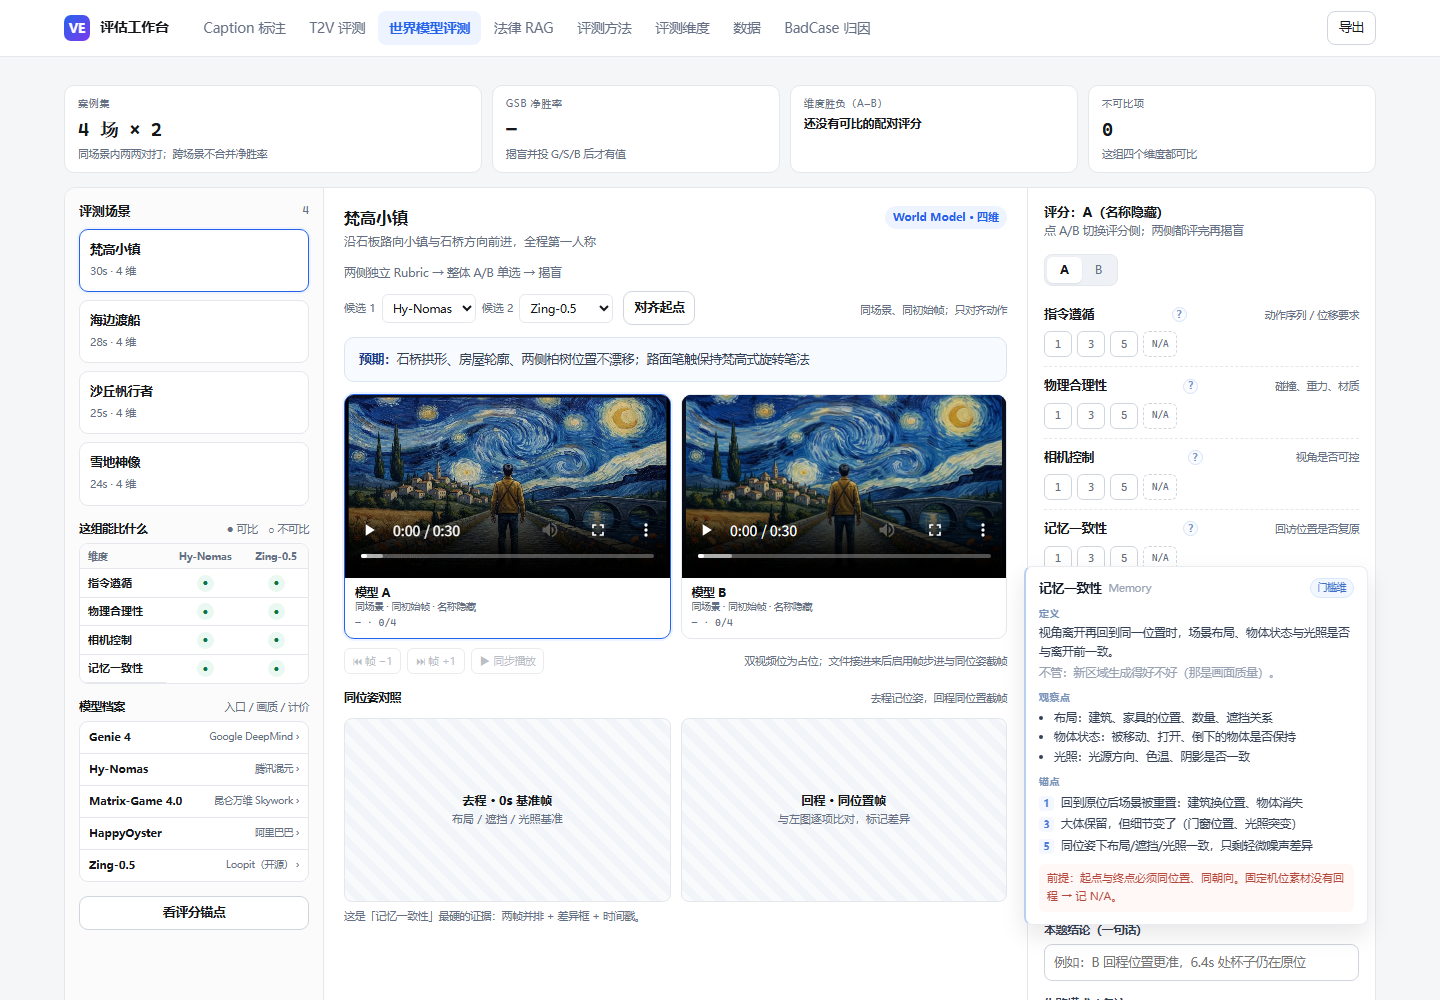 VE 评估工作台 Caption 标注 T2V 评测 世界模型评测 法律 RAG 评测方法 评测维度 数据 BadCase 归因 导出
案例集
4 场 × 2
同场景内两两对打；跨场景不合并净胜率
GSB 净胜率
—
揭盲并投 G/S/B 后才有值
维度胜负（A–B）
还没有可比的配对评分
不可比项
0
这组四个维度都可比
评测场景 4
梵高小镇
30s · 4 维
海边渡船
28s · 4 维
沙丘帆行者
25s · 4 维
雪地神像
24s · 4 维
这组能比什么 ● 可比 ○ 不可比
维度 Hy-Nomas Zing-0.5
指令遵循 ● ●
物理合理性 ● ●
相机控制 ● ●
记忆一致性 ● ●
模型档案 入口 / 画质 / 计价
Genie 4 Google DeepMind ›
Hy-Nomas 腾讯混元 ›
Matrix-Game 4.0 昆仑万维 Skywork ›
HappyOyster 阿里巴巴 ›
Zing-0.5 Loopit（开源） ›
看评分锚点
梵高小镇 World Model • 四维
沿石板路向小镇与石桥方向前进，全程第一人称
两侧独立 Rubric → 整体 A/B 单选 → 揭盲
候选 1 Hy-Nomas 候选 2 Zing-0.5 对齐起点 同场景、同初始帧；只对齐动作
预期：石桥拱形、房屋轮廓、两侧柏树位置不漂移；路面笔触保持梵高式旋转笔法
0:00 / 0:30
模型 A
同场景 · 同初始帧 · 名称隐藏
— · 0/4
0:00 / 0:30
模型 B
同场景 · 同初始帧 · 名称隐藏
— · 0/4
⏮ 帧 −1 ⏭ 帧 +1 ▶ 同步播放 双视频位为占位；文件接进来后启用帧步进与同位姿截帧
同位姿对照 去程记位姿，回程同位置截帧
去程 • 0s 基准帧
布局 / 遮挡 / 光照基准
回程 • 同位置帧
与左图逐项比对，标记差异
这是「记忆一致性」最硬的证据：两帧并排 + 差异框 + 时间戳。
评分：A（名称隐藏）
点 A/B 切换评分侧；两侧都评完再揭盲
A B
指令遵循 ? 动作序列 / 位移要求
1 3 5 N/A
物理合理性 ? 碰撞、重力、材质
1 3 5 N/A
相机控制 ? 视角是否可控
1 3 5 N/A
记忆一致性 ? 回访位置是否复原
1 3 5 N/A
记忆一致性 Memory 门槛维
定义
视角离开再回到同一位置时，场景布局、物体状态与光照是否
与离开前一致。
不管：新区域生成得好不好（那是画面质量）。
观察点
• 布局：建筑、家具的位置、数量、遮挡关系
• 物体状态：被移动、打开、倒下的物体是否保持
• 光照：光源方向、色温、阴影是否一致
锚点
1 回到原位后场景被重置：建筑换位置、物体消失
3 大体保留，但细节变了（门窗位置、光照突变）
5 同位姿下布局/遮挡/光照一致，只剩轻微噪声差异
前提：起点与终点必须同位置、同朝向。固定机位素材没有回
程 → 记 N/A。
本题结论（一句话）
例如：B 回程位置更准，6.4s 处杯子仍在原位